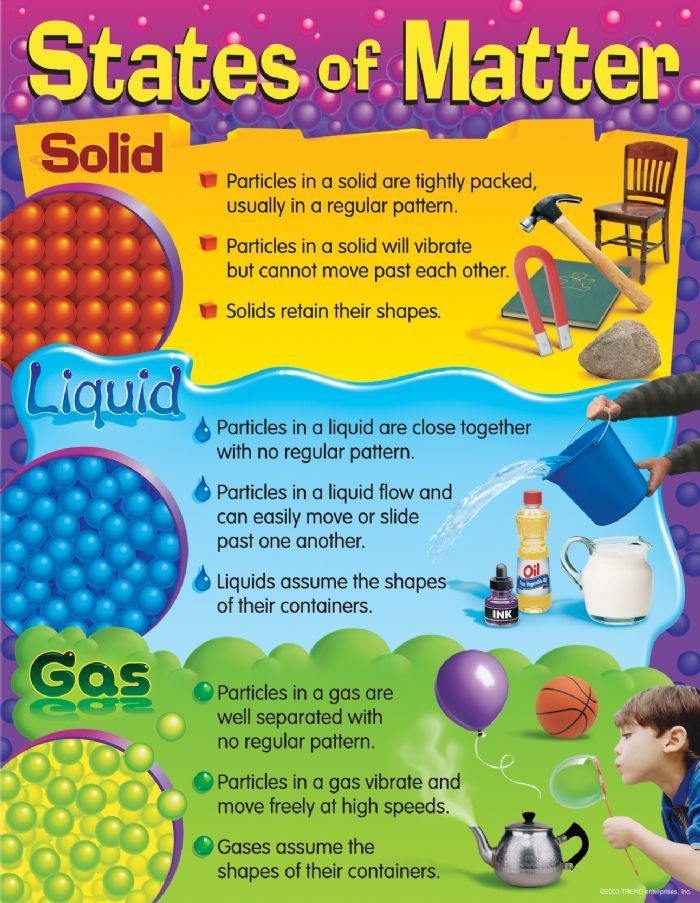 States of Matter
Solid
Particles in a solid are tightly packed,
usually in a regular pattern.
Particles in a solid will vibrate
but cannot move past each other.
Solids retain their shapes.
Liquid
Particles in a liquid are close together
with no regular pattern.
Particles in a liquid flow and
can easily move or slide
past one another.
Liquids assume the shapes
of their containers.
Oil
Pure Vegetable Oil
INK
Gas
Particles in a gas are
well separated with
no regular pattern.
Particles in a gas vibrate and
move freely at high speeds.
Gases assume the
shapes of their containers.
©2003 TREND enterprises, Inc.